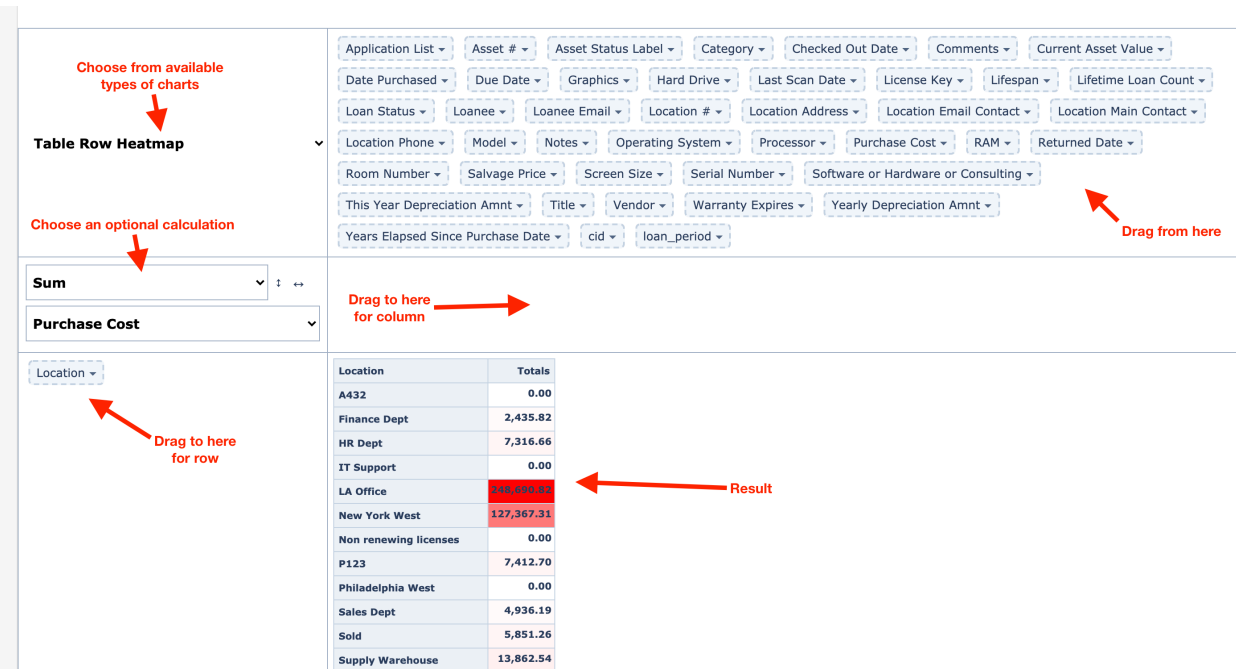 Choose from available
types of charts
Table Row Heatmap
Application List Asset # Asset Status Label Category Checked Out Date Comments Current Asset Value
Date Purchased Due Date Graphics Hard Drive Last Scan Date License Key Lifespan Lifetime Loan Count
Loan Status Loanee Loanee Email Location # Location Address Location Email Contact Location Main Contact
Location Phone Model Notes Operating System Processor Purchase Cost RAM Returned Date
Room Number Salvage Price Screen Size Serial Number Software or Hardware or Consulting
This Year Depreciation Amnt Title Vendor Warranty Expires Yearly Depreciation Amnt
Years Elapsed Since Purchase Date cid loan_period
Drag from here
Choose an optional calculation
Sum ↕ ↔
Purchase Cost
Drag to here
for column
Location
Drag to here
for row
Location Totals
A432 0.00
Finance Dept 2,435.82
HR Dept 7,316.66
IT Support 0.00
LA Office
New York West 127,367.31
Non renewing licenses 0.00
P123 7,412.70
Philadelphia West 0.00
Sales Dept 4,936.19
Sold 5,851.26
Supply Warehouse 13,862.54
Result